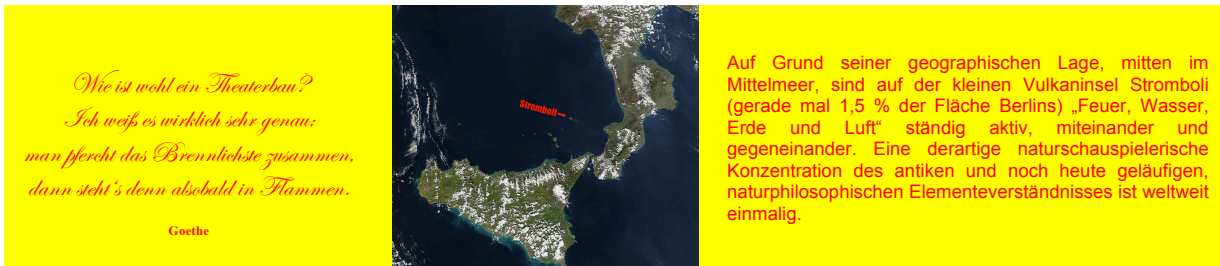 Wie ist wohl ein Theaterbau?
Ich weiß es wirklich sehr genau:
man pfercht das Brennlichste zusammen,
dann steht's denn alsobald in Flammen.
Goethe
Stromboli
Auf Grund seiner geographischen Lage, mitten im
Mittelmeer, sind auf der kleinen Vulkaninsel Stromboli
(gerade mal 1,5 % der Fläche Berlins) „Feuer, Wasser,
Erde und Luft“ ständig aktiv, miteinander und
gegeneinander. Eine derartige naturschauspielerische
Konzentration des antiken und noch heute geläufigen,
naturphilosophischen Elementeverständnisses ist weltweit
einmalig.